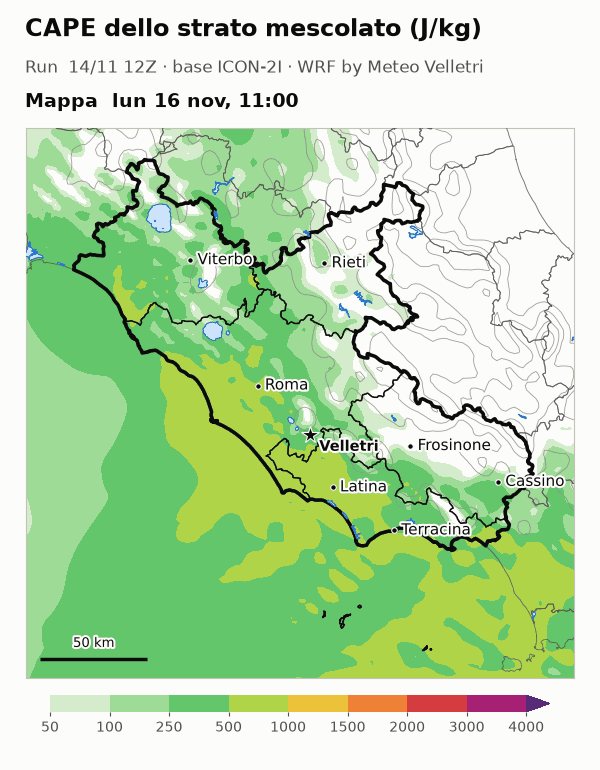 CAPE dello strato mescolato (J/kg)
Run  14/11 12Z · base ICON-2I · WRF by Meteo Velletri
Mappa  lun 16 nov, 11:00
Viterbo
Rieti
Roma
Velletri
Frosinone
Cassino
Latina
Terracina
50 km
50 100 250 500 1000 1500 2000 3000 4000